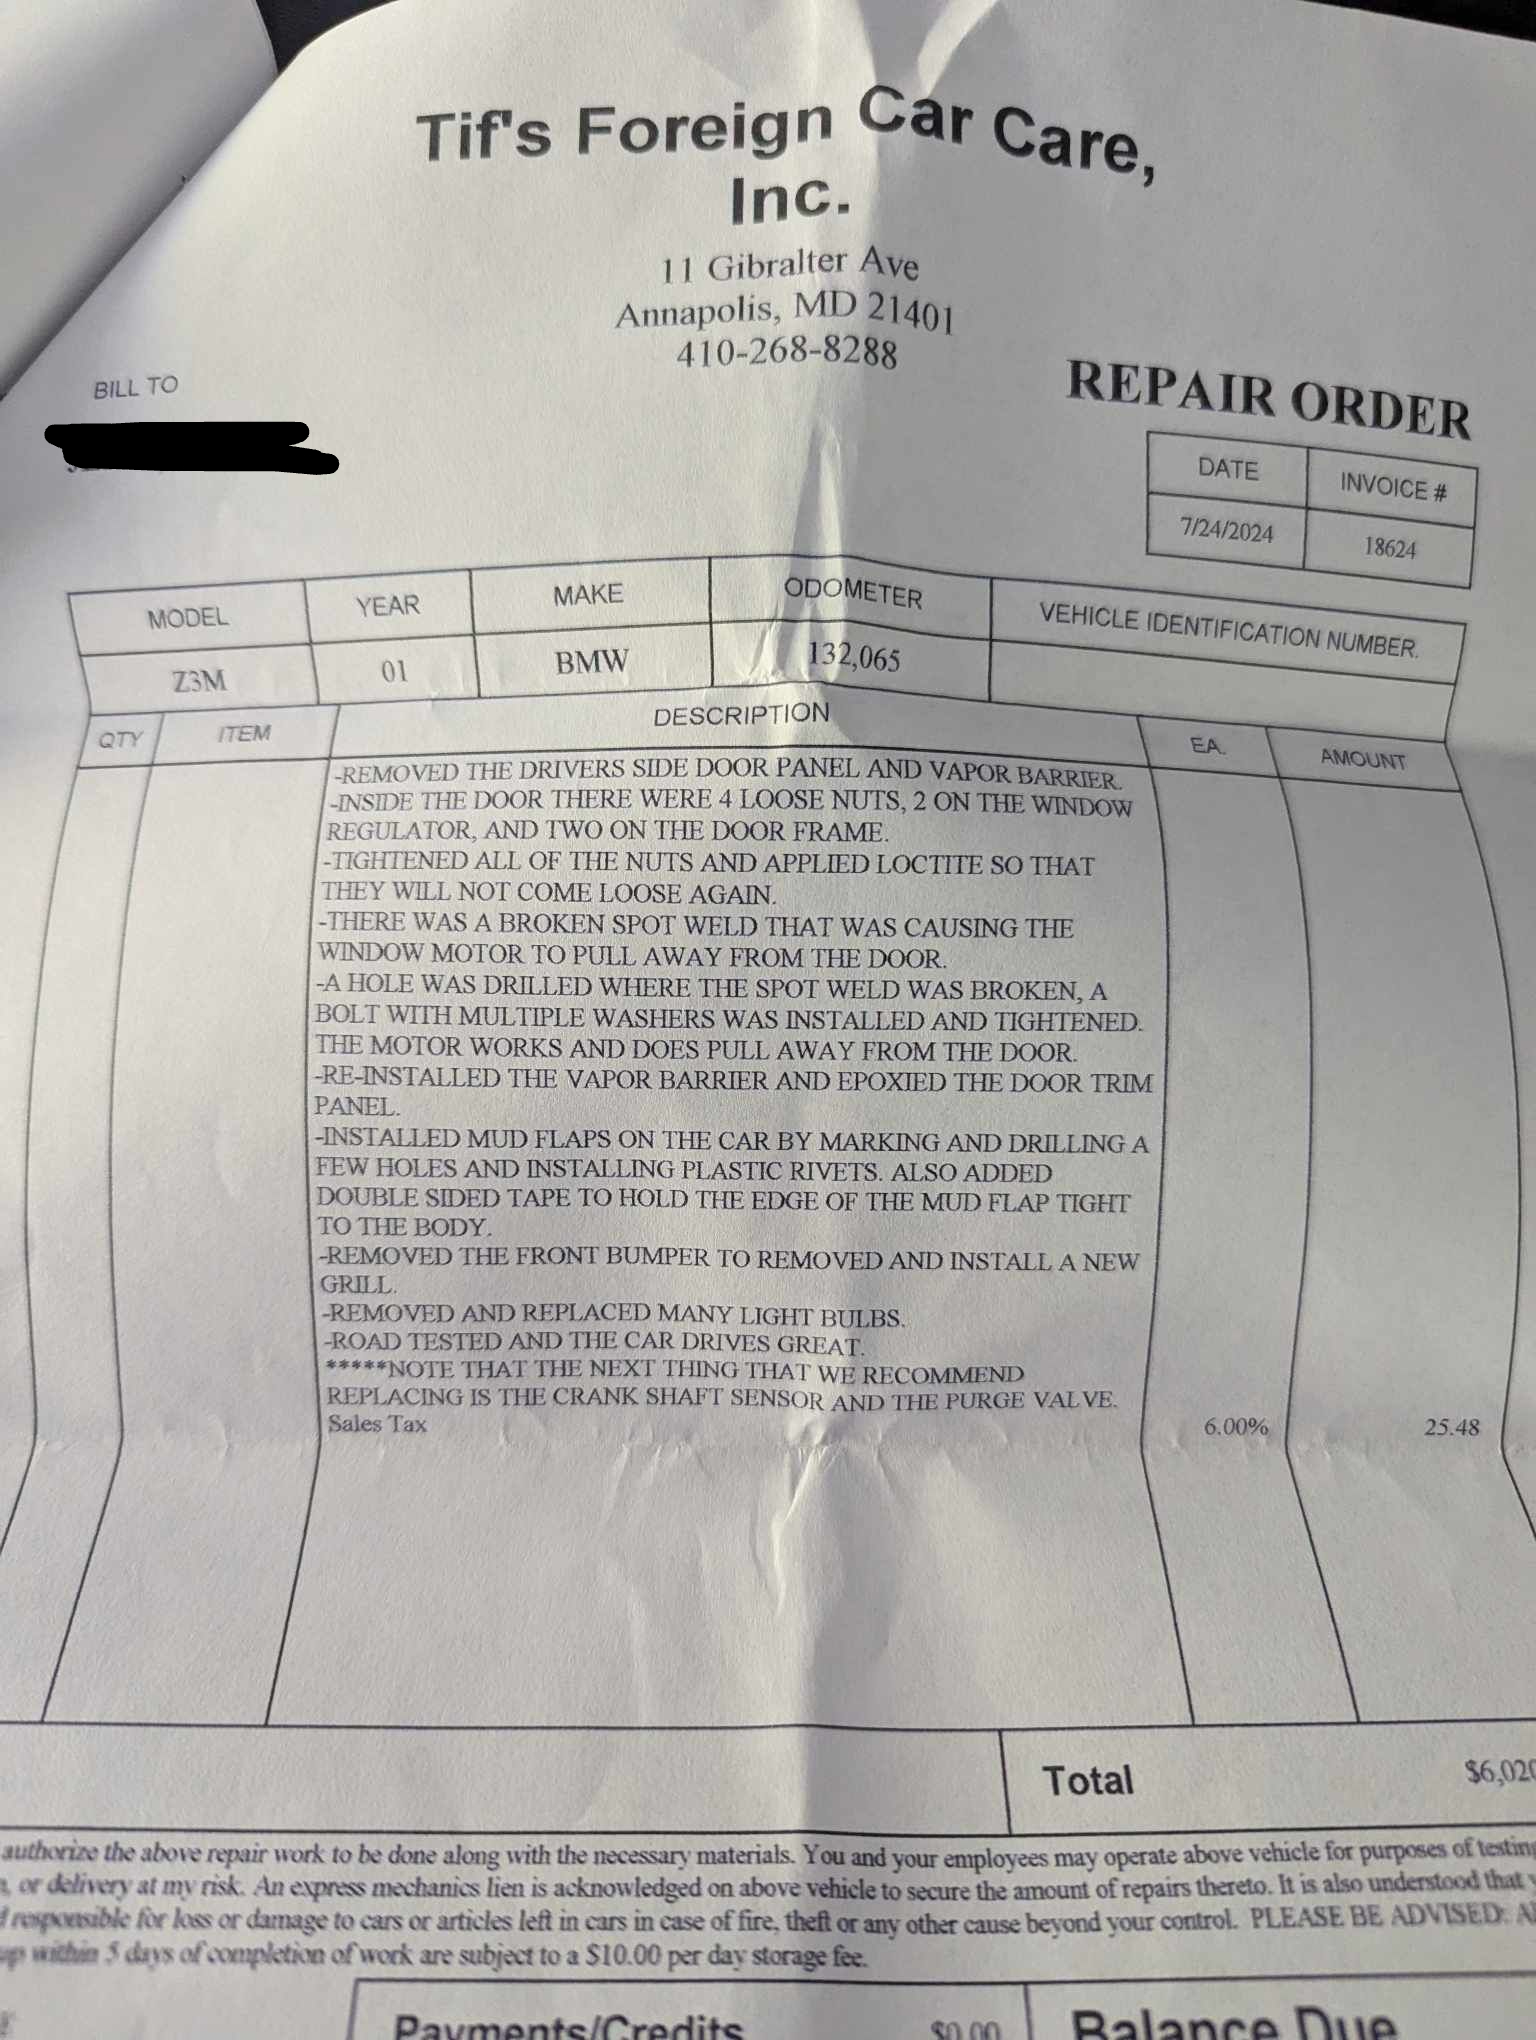 Tif's Foreign Car Care,
Inc.
11 Gibralter Ave
Annapolis, MD 21401
410-268-8288
BILL TO
REPAIR ORDER
DATE INVOICE #
7/24/2024 18624
MODEL YEAR MAKE ODOMETER VEHICLE IDENTIFICATION NUMBER.
Z3M 01 BMW 132,065
QTY ITEM DESCRIPTION EA. AMOUNT
-REMOVED THE DRIVERS SIDE DOOR PANEL AND VAPOR BARRIER.
-INSIDE THE DOOR THERE WERE 4 LOOSE NUTS, 2 ON THE WINDOW
REGULATOR, AND TWO ON THE DOOR FRAME.
-TIGHTENED ALL OF THE NUTS AND APPLIED LOCTITE SO THAT
THEY WILL NOT COME LOOSE AGAIN.
-THERE WAS A BROKEN SPOT WELD THAT WAS CAUSING THE
WINDOW MOTOR TO PULL AWAY FROM THE DOOR.
-A HOLE WAS DRILLED WHERE THE SPOT WELD WAS BROKEN, A
BOLT WITH MULTIPLE WASHERS WAS INSTALLED AND TIGHTENED.
THE MOTOR WORKS AND DOES PULL AWAY FROM THE DOOR.
-RE-INSTALLED THE VAPOR BARRIER AND EPOXIED THE DOOR TRIM
PANEL.
-INSTALLED MUD FLAPS ON THE CAR BY MARKING AND DRILLING A
FEW HOLES AND INSTALLING PLASTIC RIVETS. ALSO ADDED
DOUBLE SIDED TAPE TO HOLD THE EDGE OF THE MUD FLAP TIGHT
TO THE BODY.
-REMOVED THE FRONT BUMPER TO REMOVED AND INSTALL A NEW
GRILL.
-REMOVED AND REPLACED MANY LIGHT BULBS.
-ROAD TESTED AND THE CAR DRIVES GREAT.
*****NOTE THAT THE NEXT THING THAT WE RECOMMEND
REPLACING IS THE CRANK SHAFT SENSOR AND THE PURGE VALVE.
Sales Tax 6.00% 25.48
Total $6,020
authorize the above repair work to be done along with the necessary materials. You and your employees may operate above vehicle for purposes of testing
or delivery at my risk. An express mechanics lien is acknowledged on above vehicle to secure the amount of repairs thereto. It is also understood that
responsible for loss or damage to cars or articles left in cars in case of fire, theft or any other cause beyond your control. PLEASE BE ADVISED:
up within 5 days of completion of work are subject to a $10.00 per day storage fee.
Payments/Credits $0.00 Balance Due